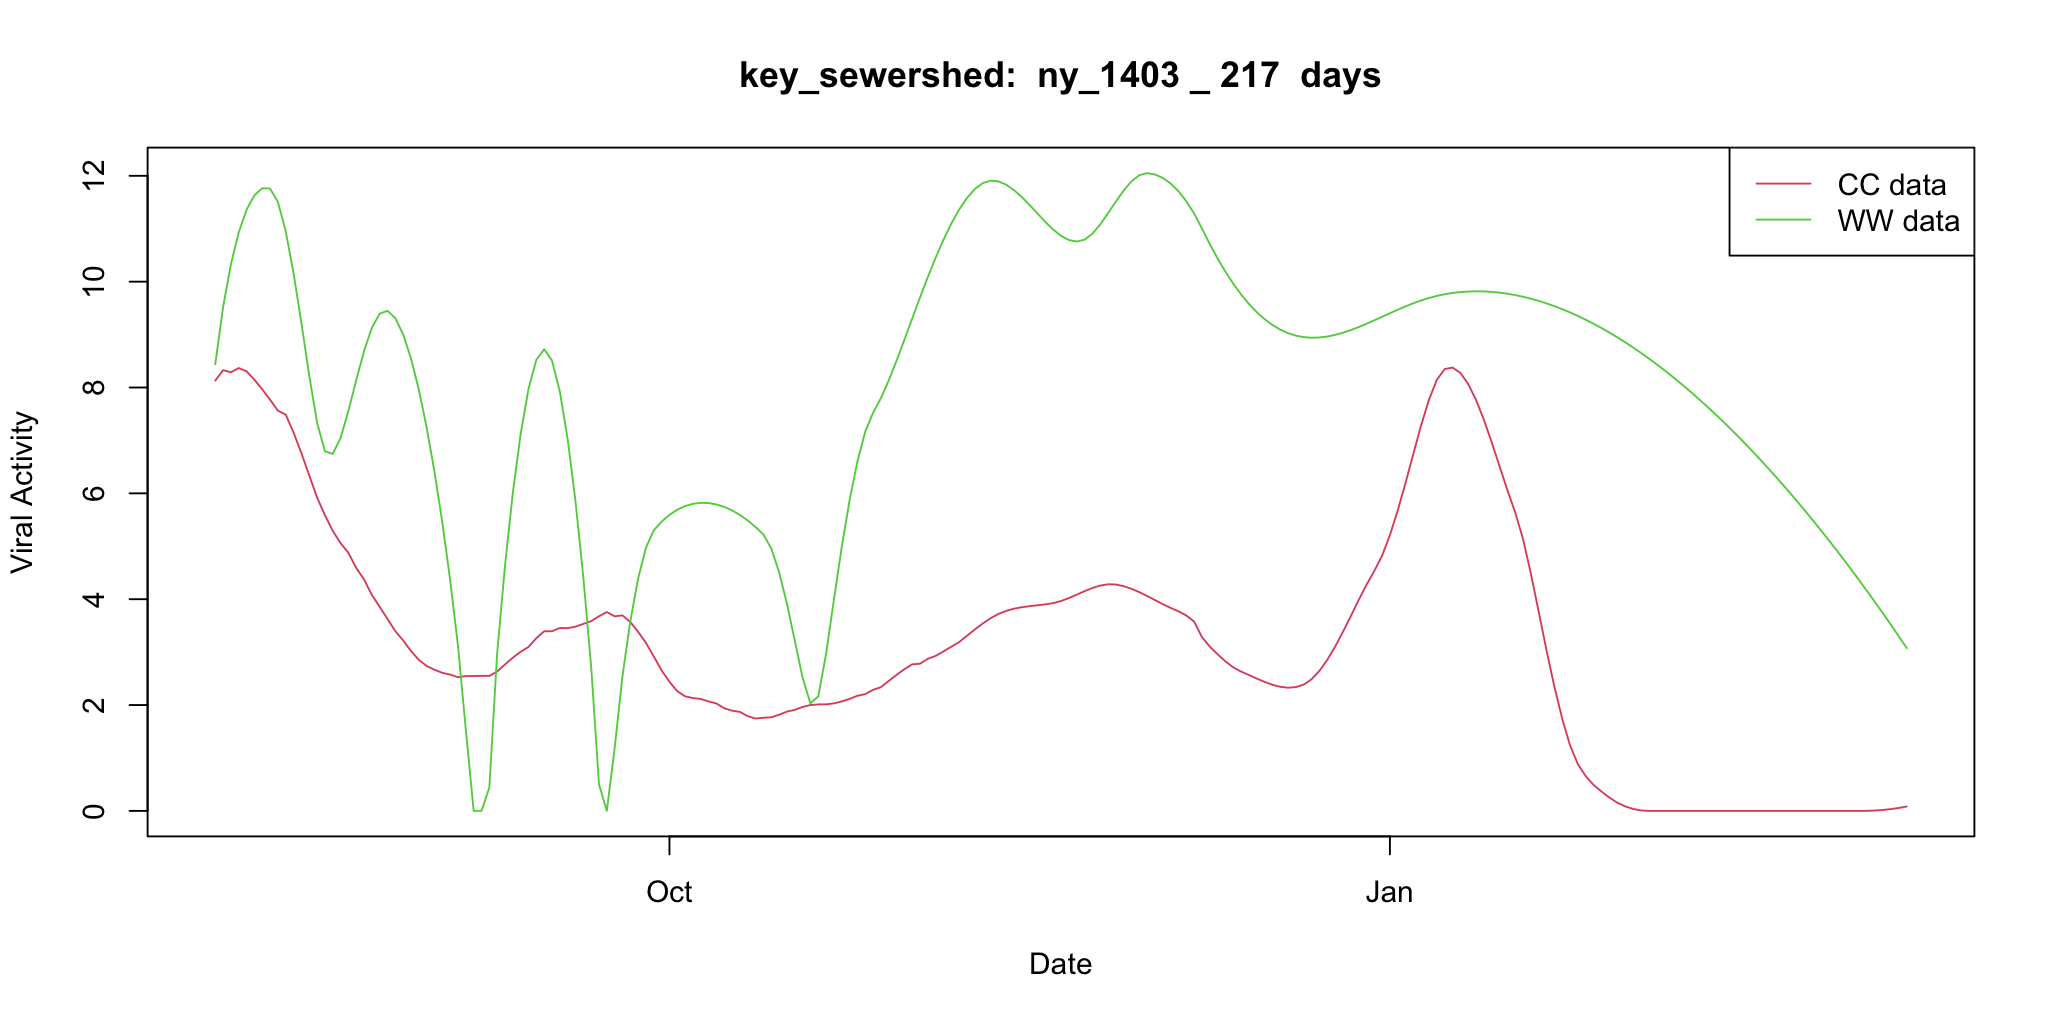 key_sewershed:  ny_1403 _ 217  days
CC data
WW data
Viral Activity
12
10
8
6
4
2
0
Oct
Jan
Date